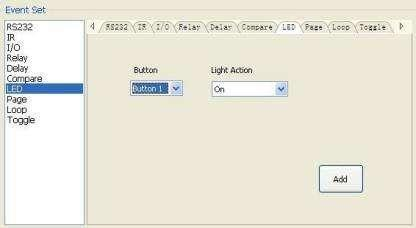 Event Set
RS232
IR
I/O
Relay
Delay
Compare
LED
Page
Loop
Toggle
RS232 IR I/O Relay Delay Compare LED Page Loop Toggle
Button Light Action
Button 1 On
Add